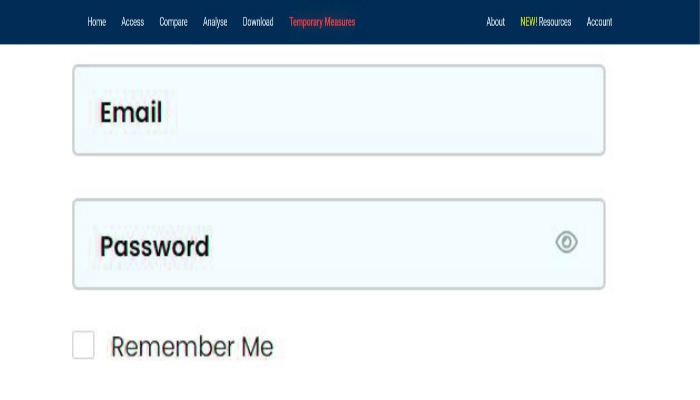 Home Access Compare Analyse Download Temporary Measures About NEW! Resources Account
Email
Password
Remember Me